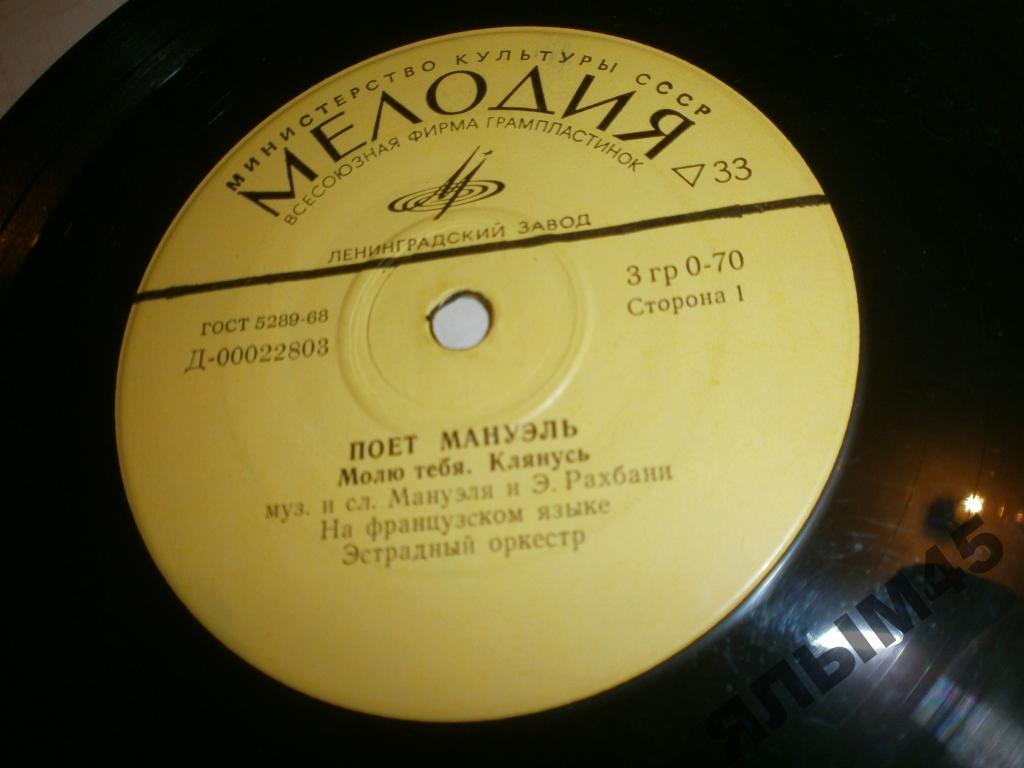 МИНИСТЕРСТВО КУЛЬТУРЫ СССР
МЕЛОДИЯ
ВСЕСОЮЗНАЯ ФИРМА ГРАМПЛАСТИНОК
33
ЛЕНИНГРАДСКИЙ ЗАВОД
ГОСТ 5289-68
3 гр 0-70
Д-00022803
Сторона 1
ПОЕТ МАНУЭЛЬ
Молю тебя. Клянусь
муз. и сл. Мануэля и Э. Рахбани
На французском языке
Эстрадный оркестр
ЯЛЫМ45